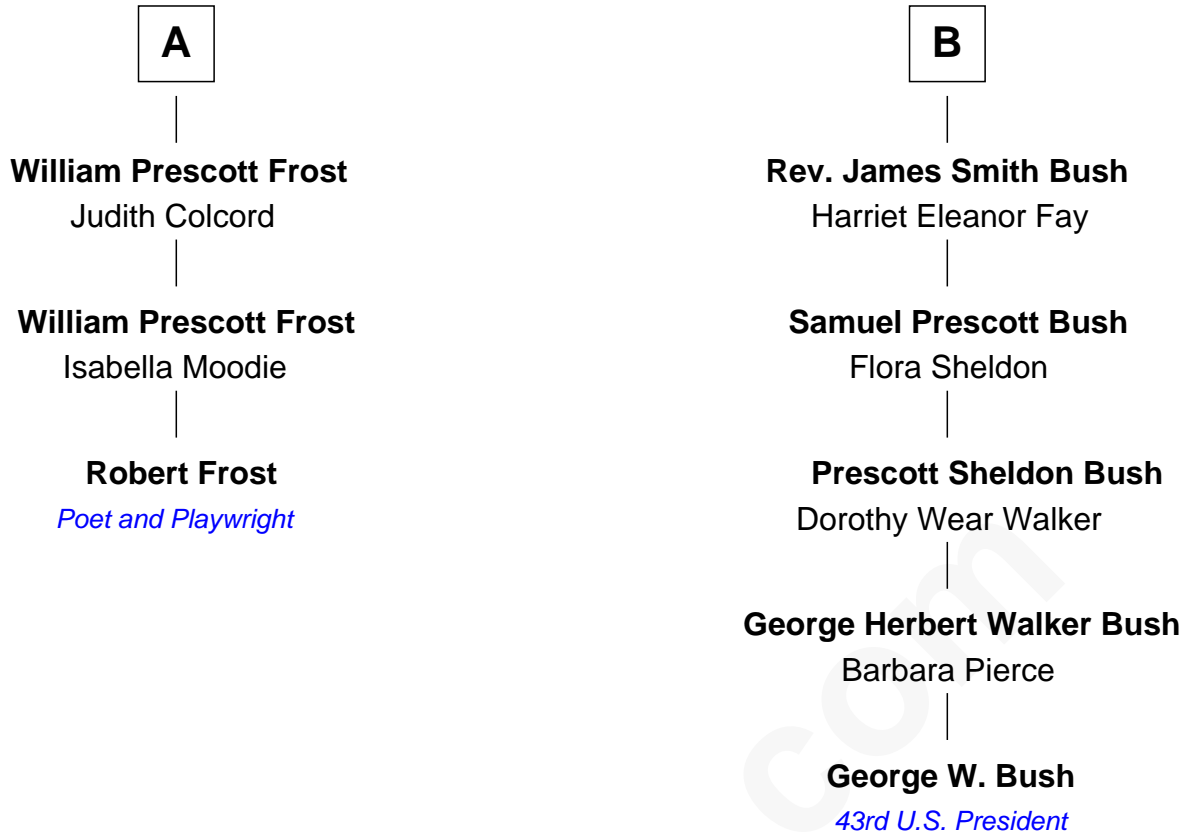 A
William Prescott Frost
Judith Colcord
William Prescott Frost
Isabella Moodie
Robert Frost
Poet and Playwright
B
Rev. James Smith Bush
Harriet Eleanor Fay
Samuel Prescott Bush
Flora Sheldon
Prescott Sheldon Bush
Dorothy Wear Walker
George Herbert Walker Bush
Barbara Pierce
George W. Bush
43rd U.S. President
com